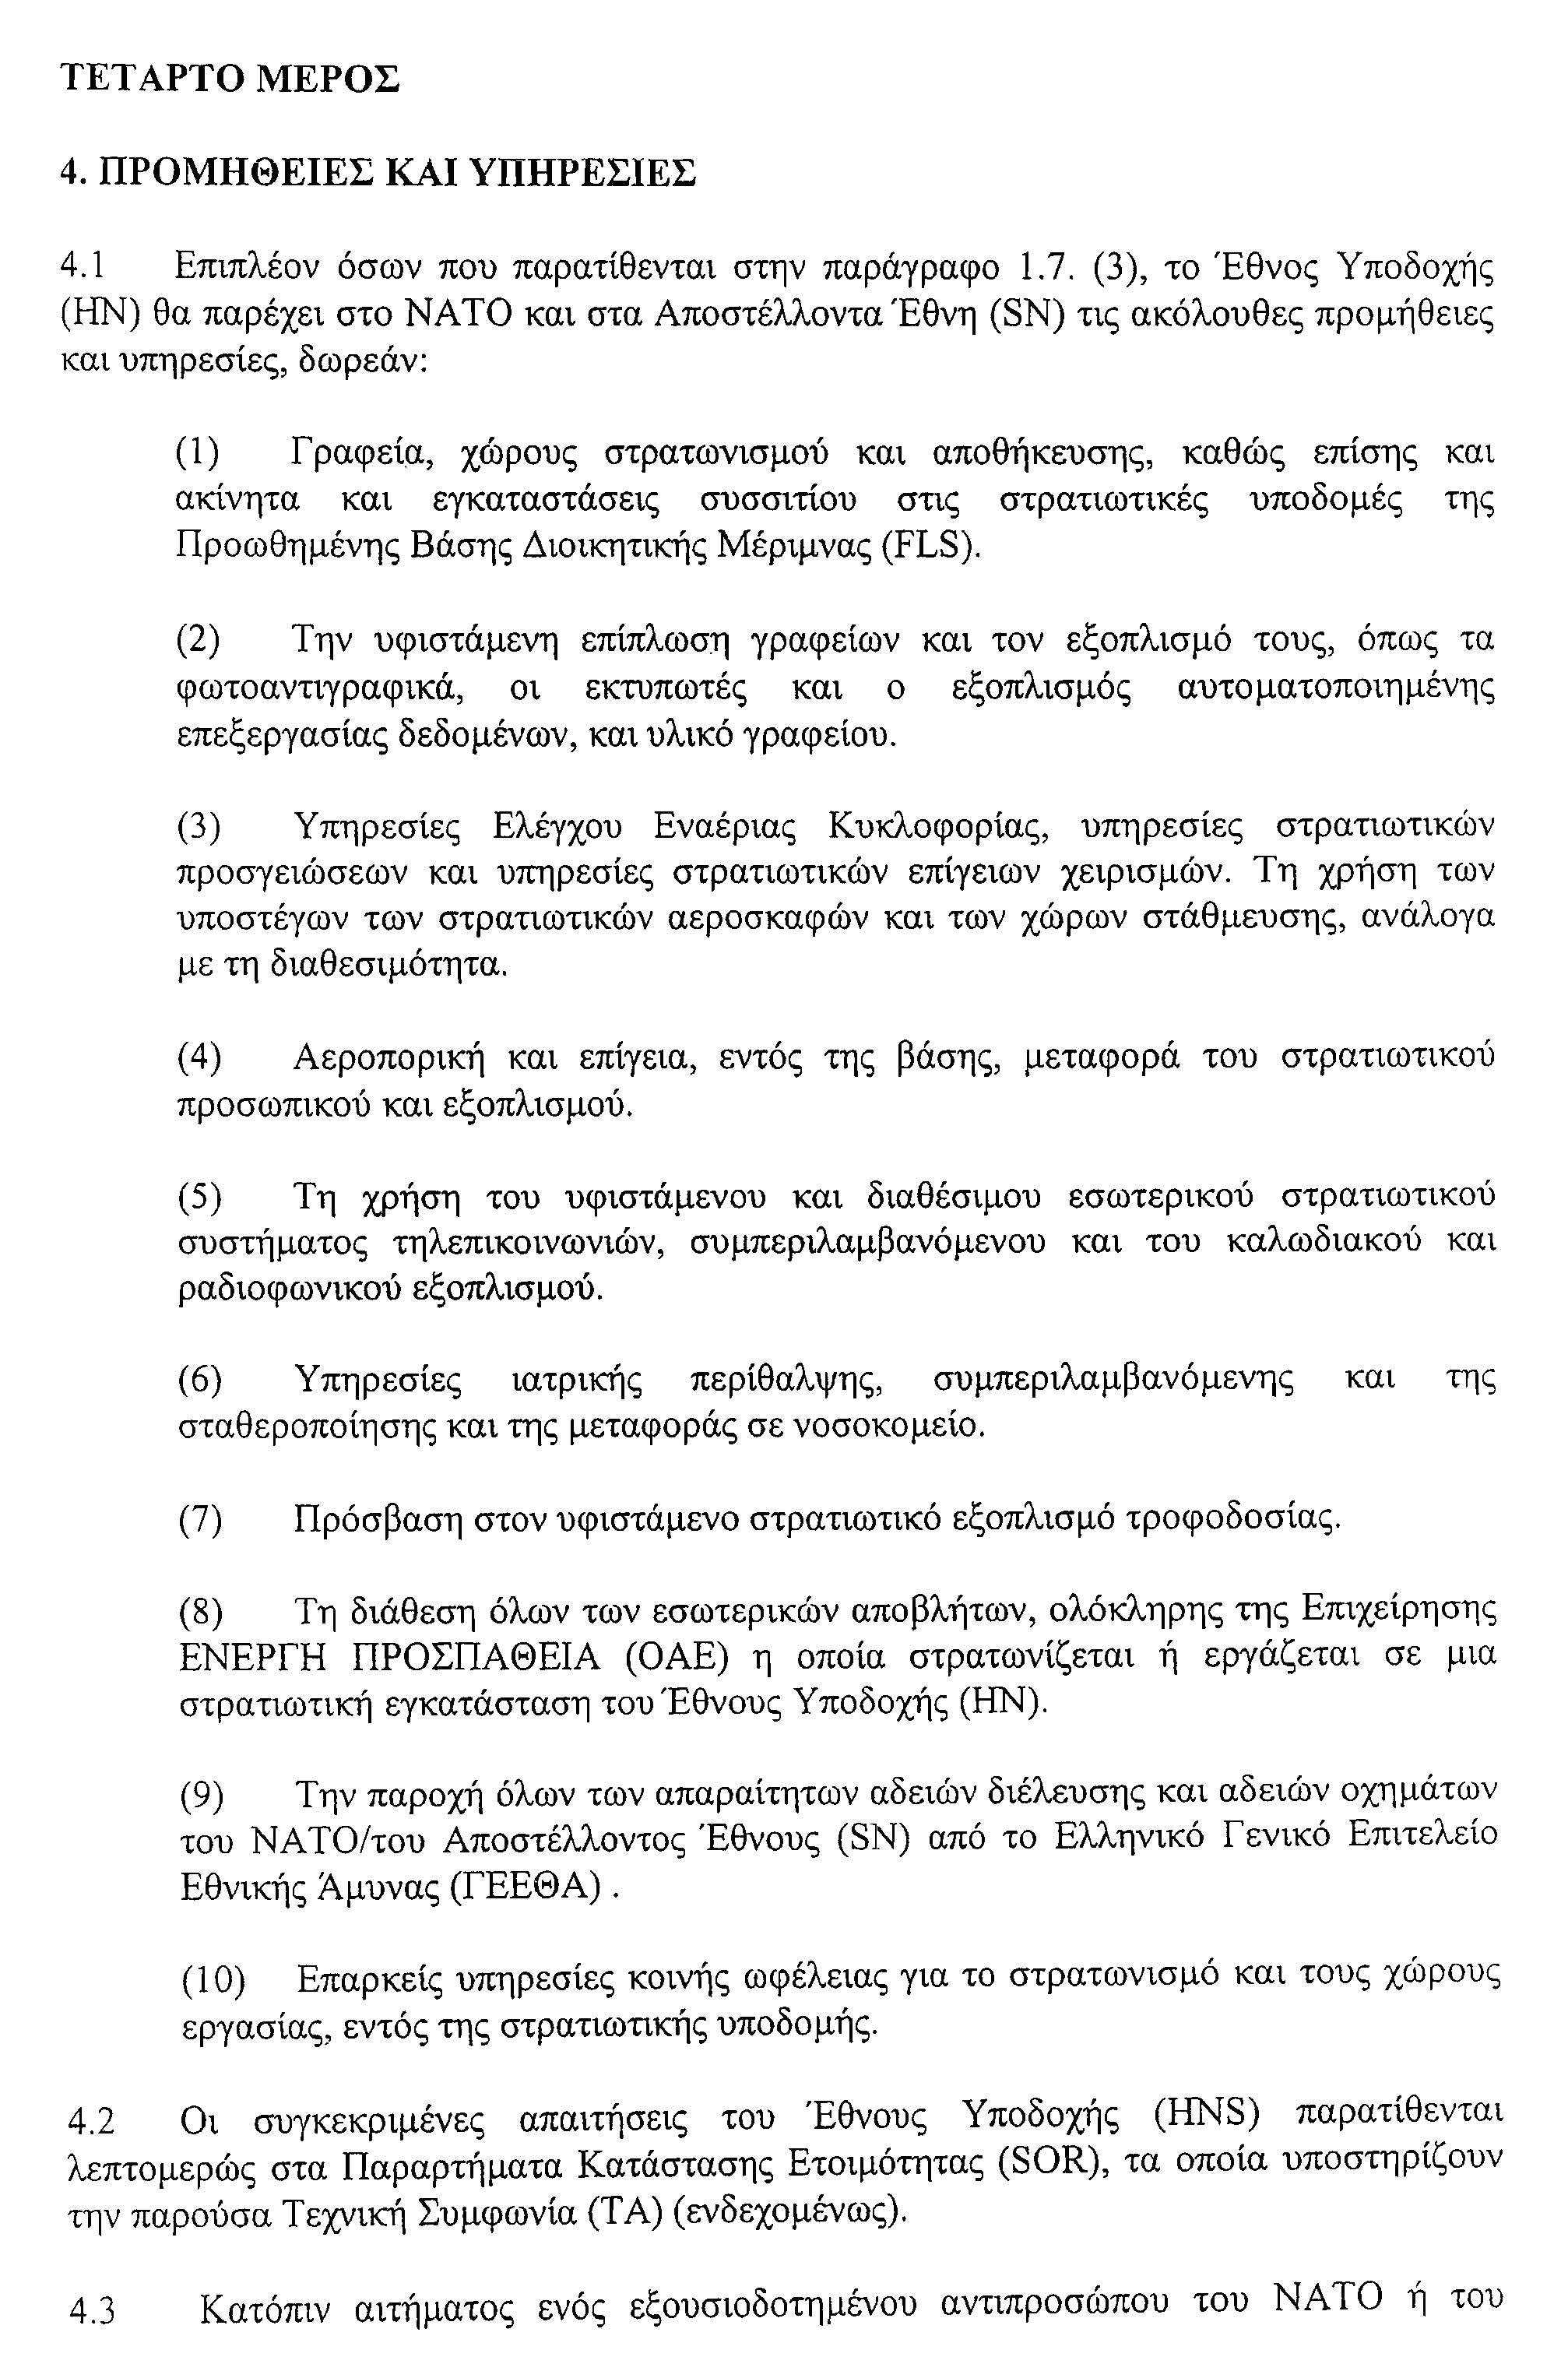 ΤΕΤΑΡΤΟ ΜΕΡΟΣ
4. ΠΡΟΜΗΘΕΙΕΣ ΚΑΙ ΥΠΗΡΕΣΙΕΣ
4.1 Επιπλέον όσων που παρατίθενται στην παράγραφο 1.7. (3), το Έθνος Υποδοχής
(HN) θα παρέχει στο ΝΑΤΟ και στα Αποστέλλοντα Έθνη (SN) τις ακόλουθες προμήθειες
και υπηρεσίες, δωρεάν:
(1) Γραφεία, χώρους στρατωνισμού και αποθήκευσης, καθώς επίσης και
ακίνητα και εγκαταστάσεις συσσιτίου στις στρατιωτικές υποδομές της
Προωθημένης Βάσης Διοικητικής Μέριμνας (FLS).
(2) Την υφιστάμενη επίπλωση γραφείων και τον εξοπλισμό τους, όπως τα
φωτοαντιγραφικά, οι εκτυπωτές και ο εξοπλισμός αυτοματοποιημένης
επεξεργασίας δεδομένων, και υλικό γραφείου.
(3) Υπηρεσίες Ελέγχου Εναέριας Κυκλοφορίας, υπηρεσίες στρατιωτικών
προσγειώσεων και υπηρεσίες στρατιωτικών επίγειων χειρισμών. Τη χρήση των
υποστέγων των στρατιωτικών αεροσκαφών και των χώρων στάθμευσης, ανάλογα
με τη διαθεσιμότητα.
(4) Αεροπορική και επίγεια, εντός της βάσης, μεταφορά του στρατιωτικού
προσωπικού και εξοπλισμού.
(5) Τη χρήση του υφιστάμενου και διαθέσιμου εσωτερικού στρατιωτικού
συστήματος τηλεπικοινωνιών, συμπεριλαμβανόμενου και του καλωδιακού και
ραδιοφωνικού εξοπλισμού.
(6) Υπηρεσίες ιατρικής περίθαλψης, συμπεριλαμβανόμενης και της
σταθεροποίησης και της μεταφοράς σε νοσοκομείο.
(7) Πρόσβαση στον υφιστάμενο στρατιωτικό εξοπλισμό τροφοδοσίας.
(8) Τη διάθεση όλων των εσωτερικών αποβλήτων, ολόκληρης της Επιχείρησης
ΕΝΕΡΓΗ ΠΡΟΣΠΑΘΕΙΑ (OAE) η οποία στρατωνίζεται ή εργάζεται σε μια
στρατιωτική εγκατάσταση του Έθνους Υποδοχής (HN).
(9) Την παροχή όλων των απαραίτητων αδειών διέλευσης και αδειών οχημάτων
του ΝΑΤΟ/του Αποστέλλοντος Έθνους (SN) από το Ελληνικό Γενικό Επιτελείο
Εθνικής Άμυνας (ΓΕΕΘΑ) .
(10) Επαρκείς υπηρεσίες κοινής ωφέλειας για το στρατωνισμό και τους χώρους
εργασίας, εντός της στρατιωτικής υποδομής.
4.2 Οι συγκεκριμένες απαιτήσεις του Έθνους Υποδοχής (HNS) παρατίθενται
λεπτομερώς στα Παραρτήματα Κατάστασης Ετοιμότητας (SOR), τα οποία υποστηρίζουν
την παρούσα Τεχνική Συμφωνία (ΤΑ) (ενδεχομένως).
4.3 Κατόπιν αιτήματος ενός εξουσιοδοτημένου αντιπροσώπου του ΝΑΤΟ ή του